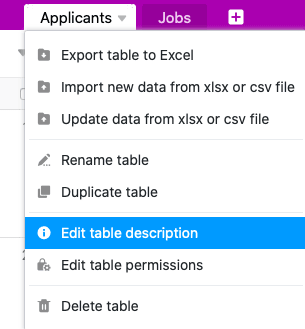 Applicants Jobs
Export table to Excel
Import new data from xlsx or csv file
Update data from xlsx or csv file
Rename table
Duplicate table
Edit table description
Edit table permissions
Delete table